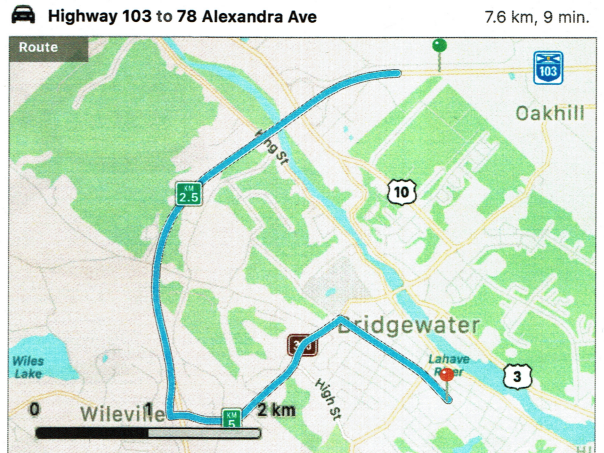 Highway 103 to 78 Alexandra Ave
7.6 km, 9 min.
Route
103
Oakhill
King St
KM
2.5
10
Bridgewater
Lahave
River
3
Wiles
Lake
High St
0
1
2 km
Wileville
KM
5